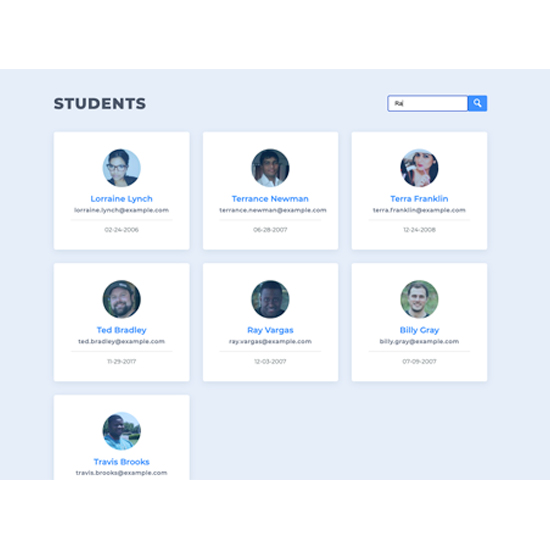 STUDENTS
Ra
Lorraine Lynch
lorraine.lynch@example.com
02-24-2006
Terrance Newman
terrance.newman@example.com
06-28-2007
Terra Franklin
terra.franklin@example.com
12-24-2008
Ted Bradley
ted.bradley@example.com
11-29-2017
Ray Vargas
ray.vargas@example.com
12-03-2007
Billy Gray
billy.gray@example.com
07-09-2007
Travis Brooks
travis.brooks@example.com